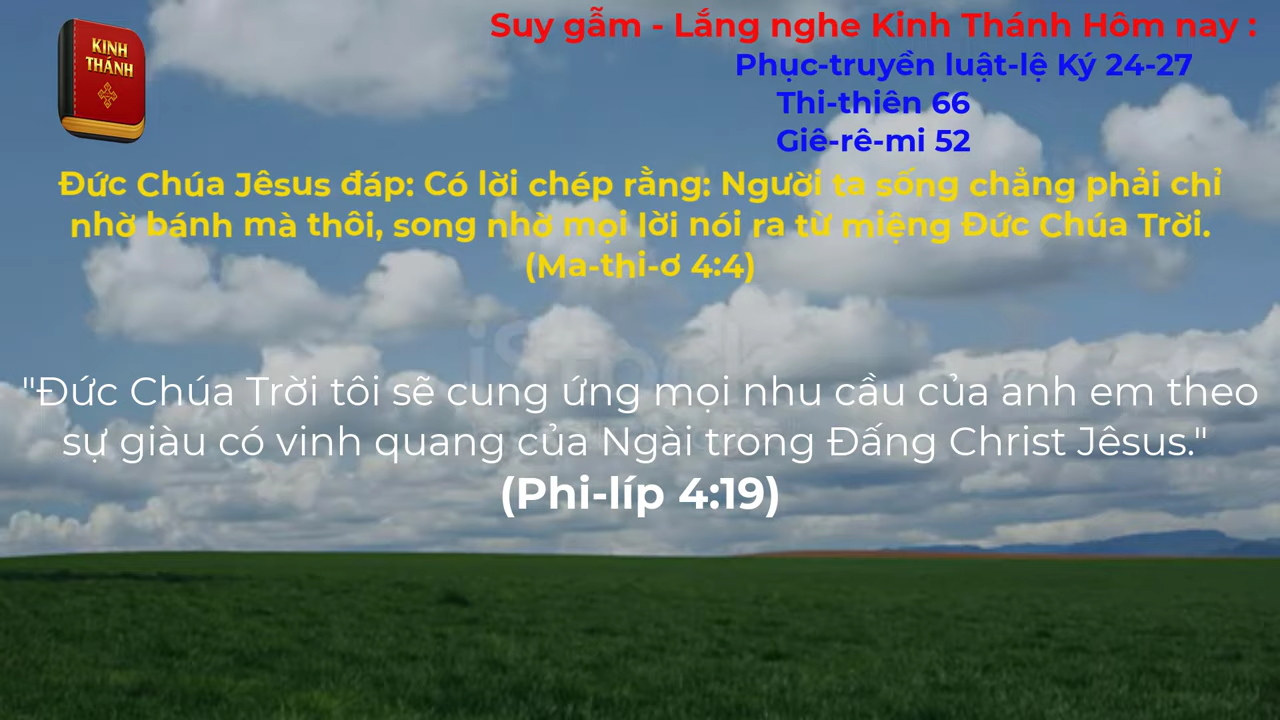 KINH
THÁNH
Suy gẫm - Lắng nghe Kinh Thánh Hôm nay :
Phục-truyền luật-lệ Ký 24-27
Thi-thiên 66
Giê-rê-mi 52
Đức Chúa Jêsus đáp: Có lời chép rằng: Người ta sống chẳng phải chỉ
nhờ bánh mà thôi, song nhờ mọi lời nói ra từ miệng Đức Chúa Trời.
(Ma-thi-ơ 4:4)
iStock
"Đức Chúa Trời tôi sẽ cung ứng mọi nhu cầu của anh em theo
sự giàu có vinh quang của Ngài trong Đấng Christ Jêsus."
(Phi-líp 4:19)